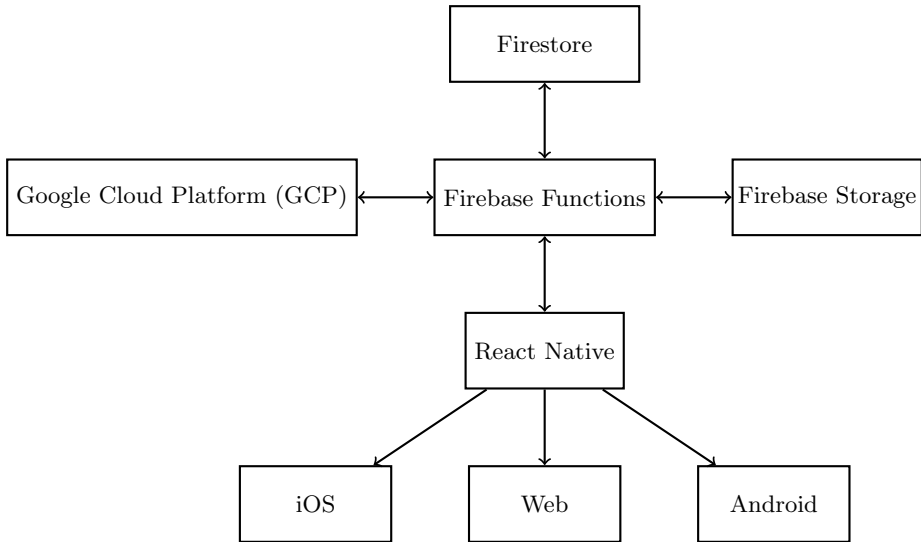 Firestore
Google Cloud Platform (GCP)
Firebase Functions
Firebase Storage
React Native
iOS
Web
Android